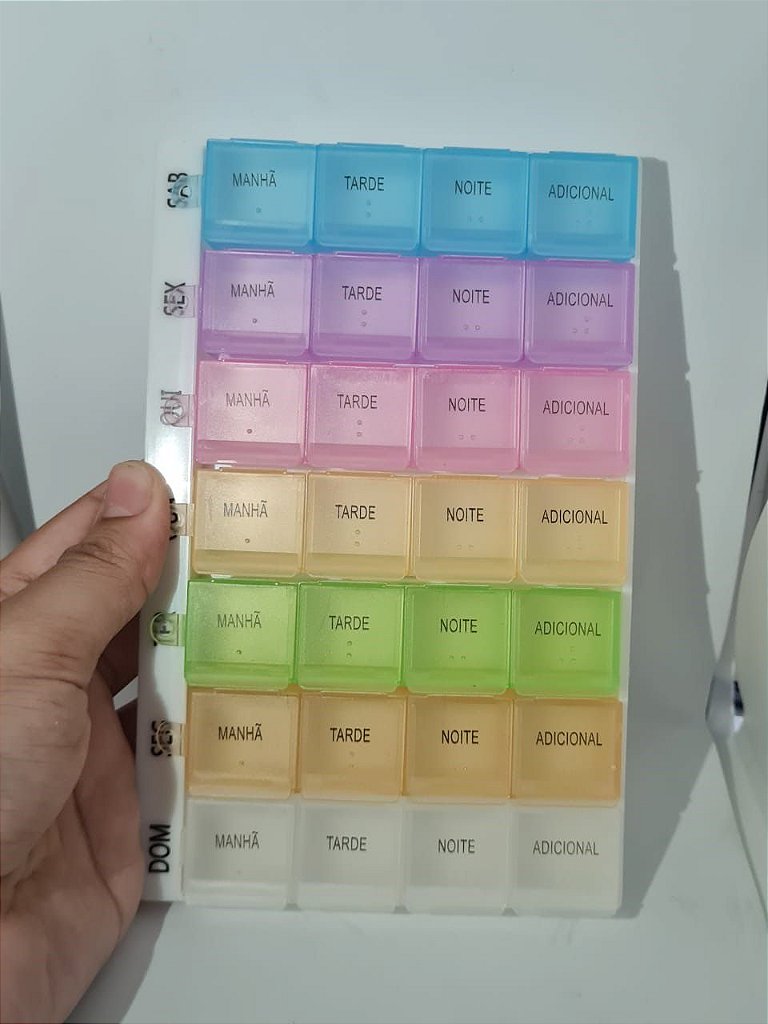 SAB MANHÃ TARDE NOITE ADICIONAL
SEX MANHÃ TARDE NOITE ADICIONAL
QUI MANHÃ TARDE NOITE ADICIONAL
MANHÃ TARDE NOITE ADICIONAL
MANHÃ TARDE NOITE ADICIONAL
SEG MANHÃ TARDE NOITE ADICIONAL
DOM MANHÃ TARDE NOITE ADICIONAL